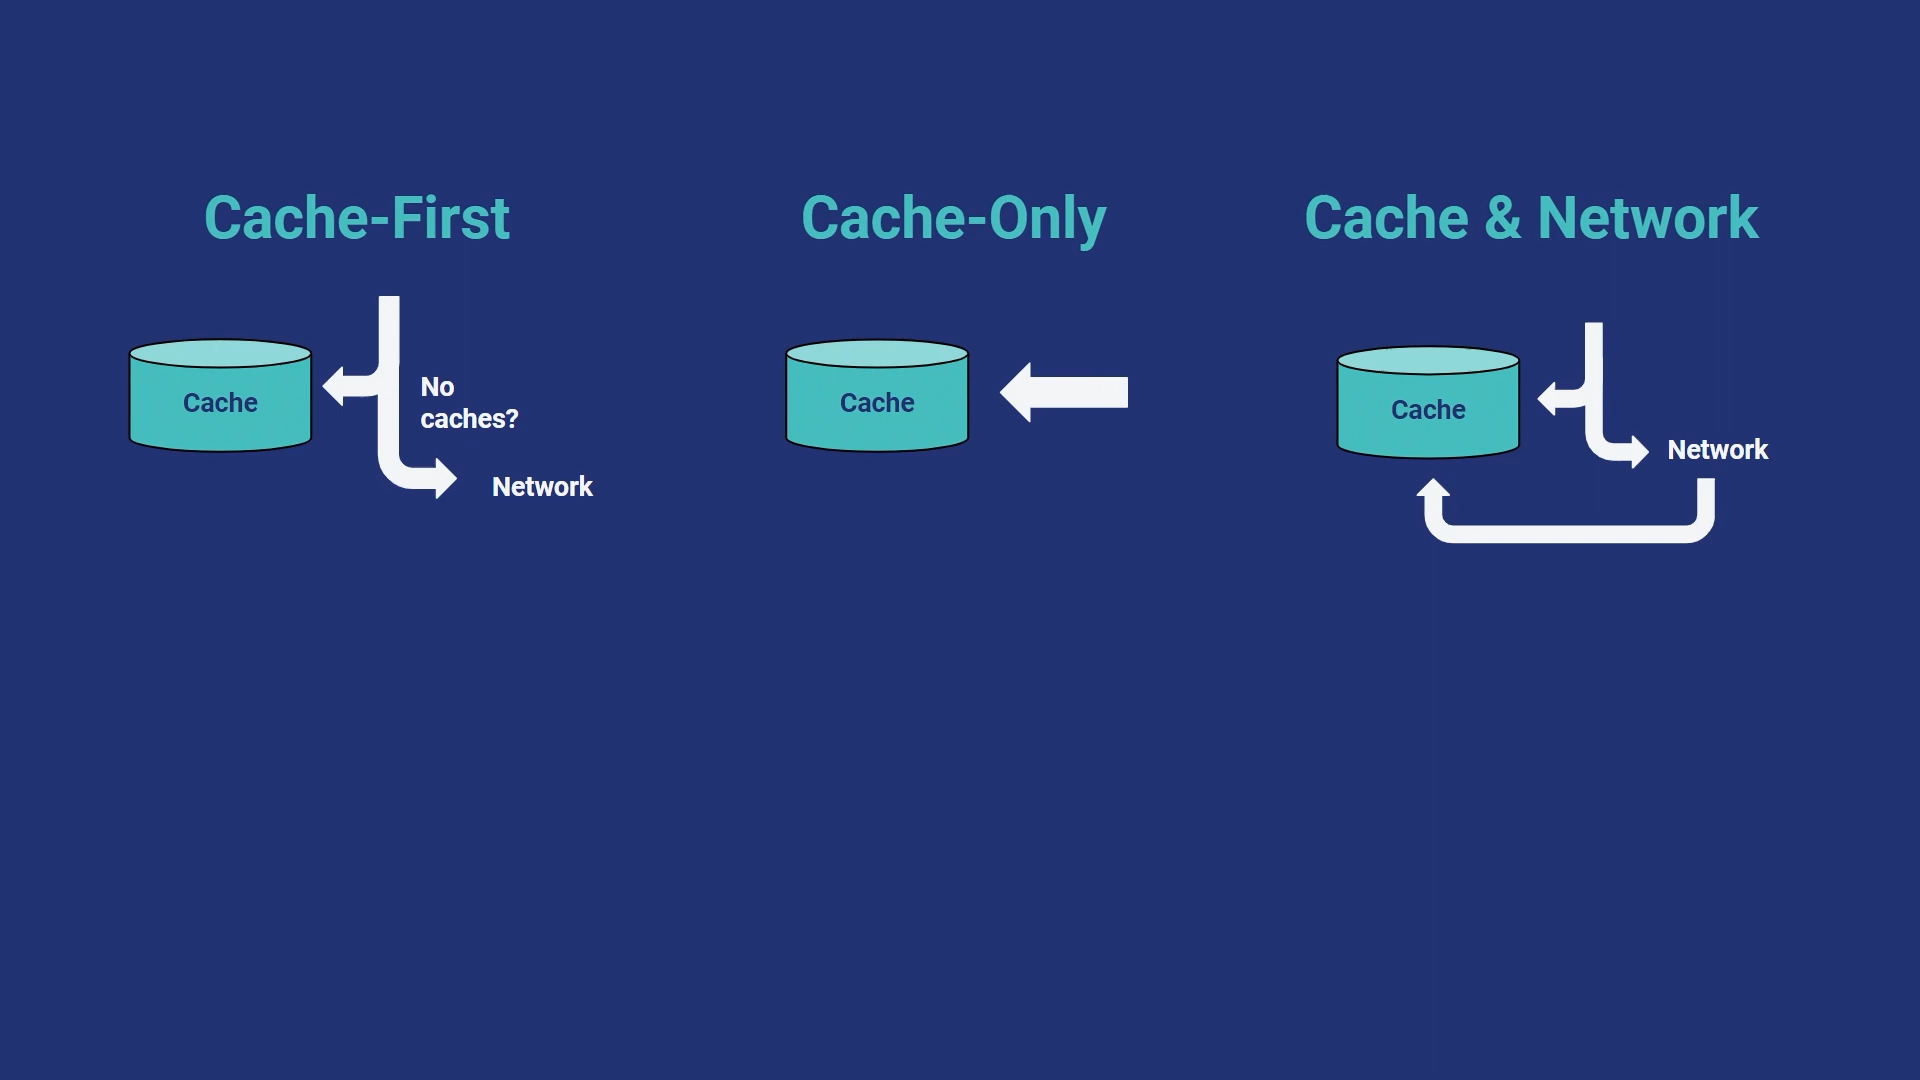 Cache-First
Cache
No
caches?
Network
Cache-Only
Cache
Cache & Network
Cache
Network